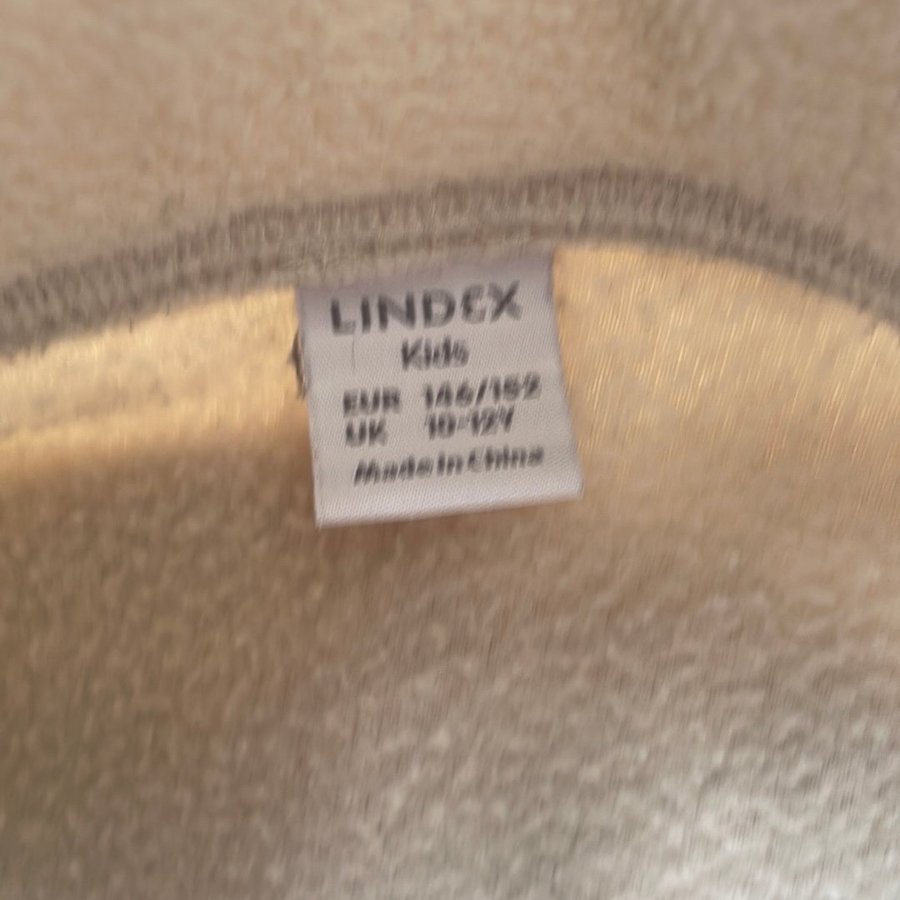 LINDEX
Kids
EUR 146/152
UK 10-12Y
Made in China